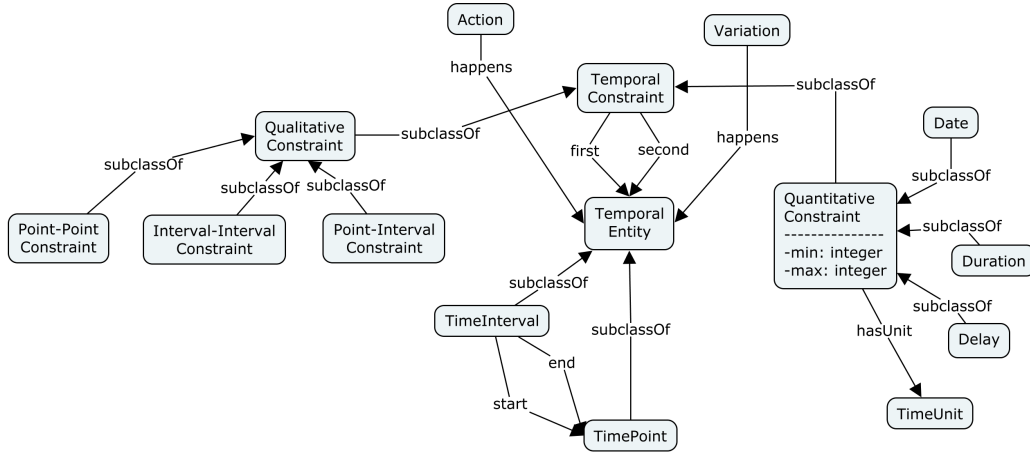 Action
Variation
happens
Temporal
Constraint
subclassOf
Qualitative
Constraint
subclassOf
Date
subclassOf
first
second
happens
subclassOf
subclassOf
subclassOf
Point-Point
Constraint
Interval-Interval
Constraint
Point-Interval
Constraint
Temporal
Entity
Quantitative
Constraint
----------------
-min: integer
-max: integer
subclassOf
Duration
subclassOf
TimeInterval
subclassOf
hasUnit
subclassOf
Delay
end
start
TimePoint
TimeUnit